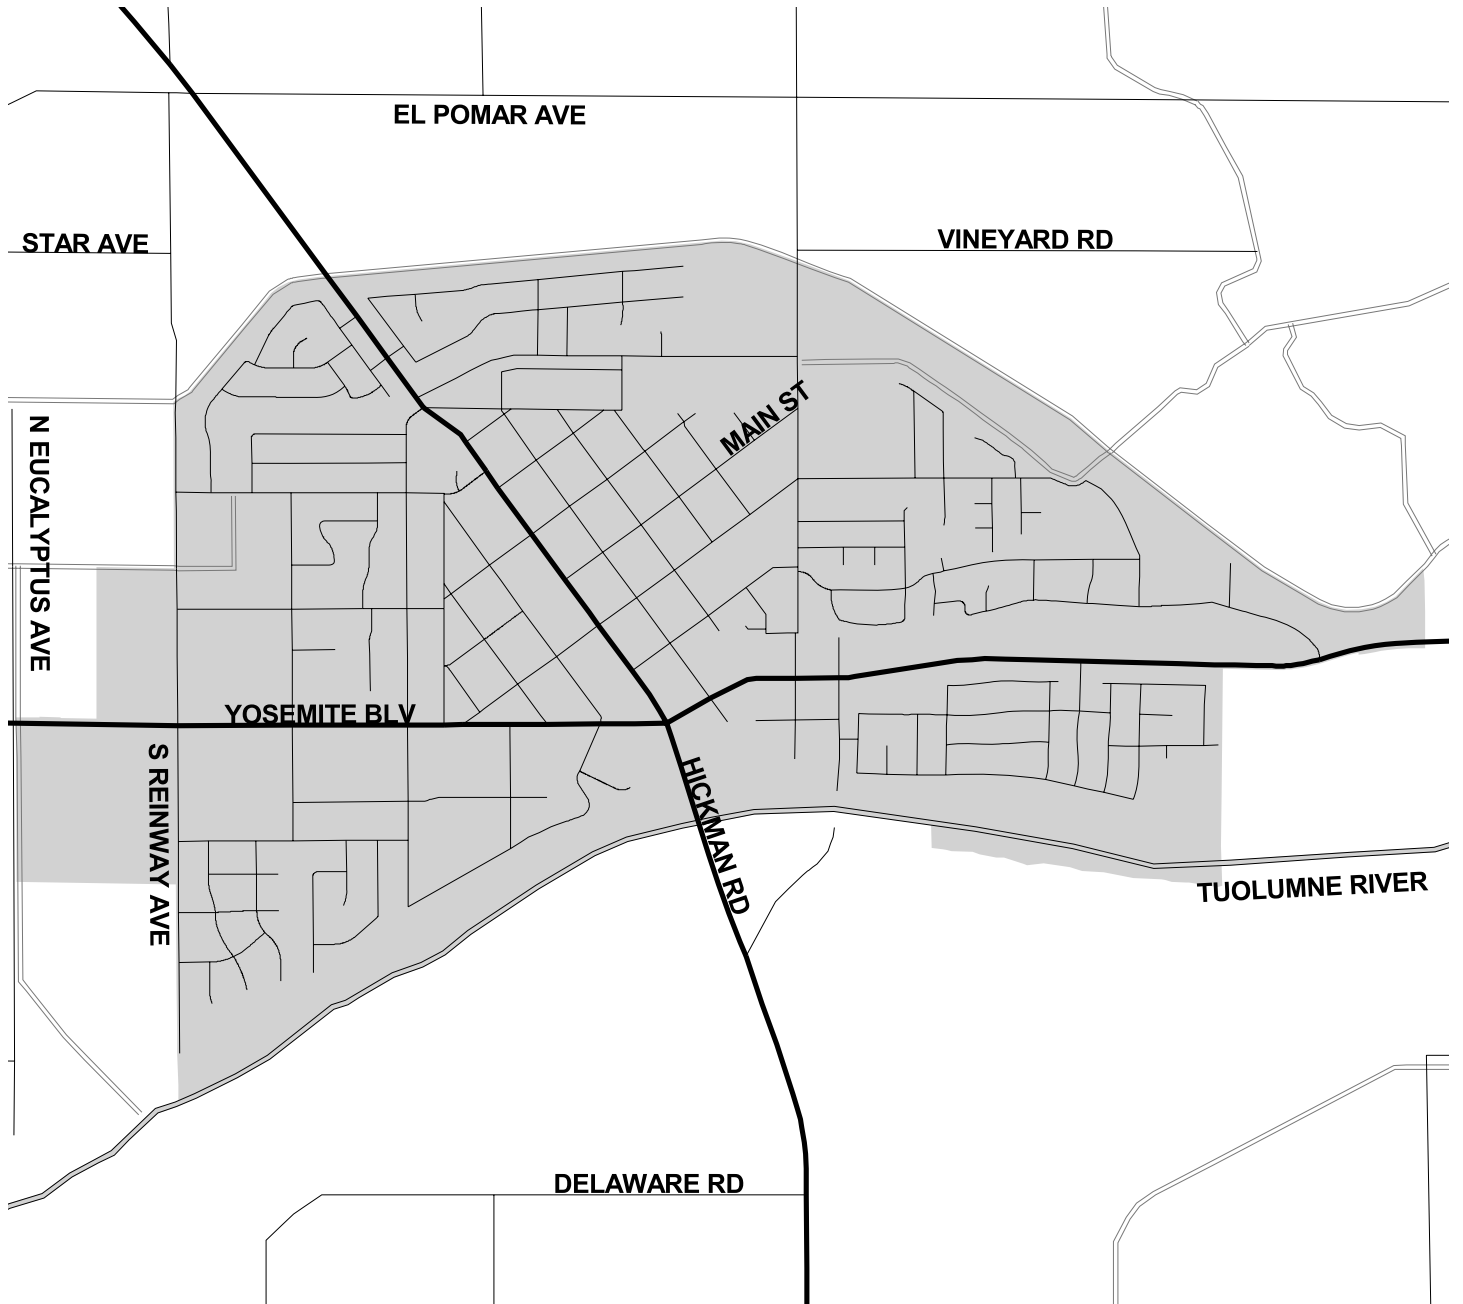 EL POMAR AVE
STAR AVE
VINEYARD RD
MAIN ST
N EUCALYPTUS AVE
YOSEMITE BLV
S REINWAY AVE
HICKMAN RD
TUOLUMNE RIVER
DELAWARE RD